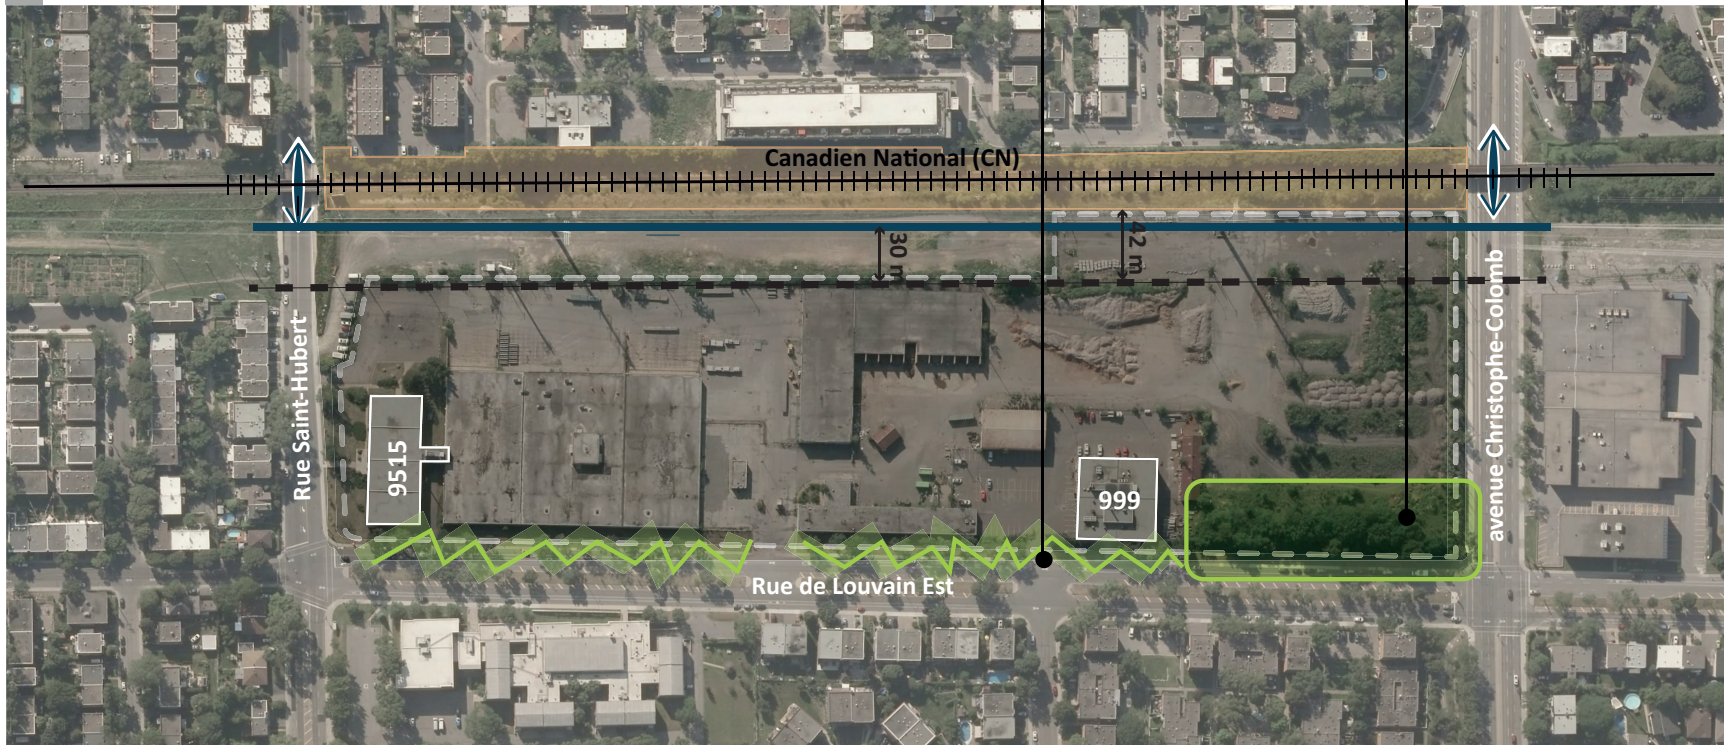 Canadien National (CN)
30 m
42 m
Rue Saint-Hubert
avenue Christophe-Colomb
9515
999
Rue de Louvain Est